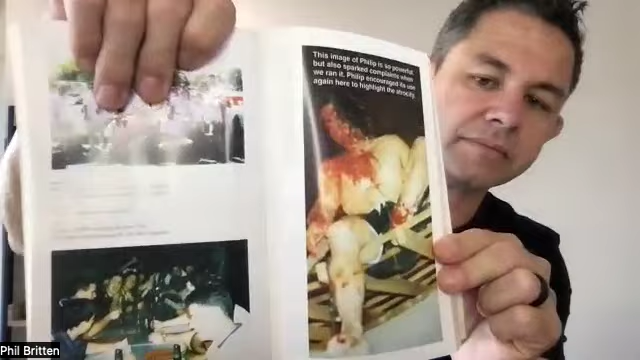 This image of Philip is so powerful
but also sparked complaints when
we ran it. Philip encouraged its use
again here to highlight the atrocity.
Phil Britten